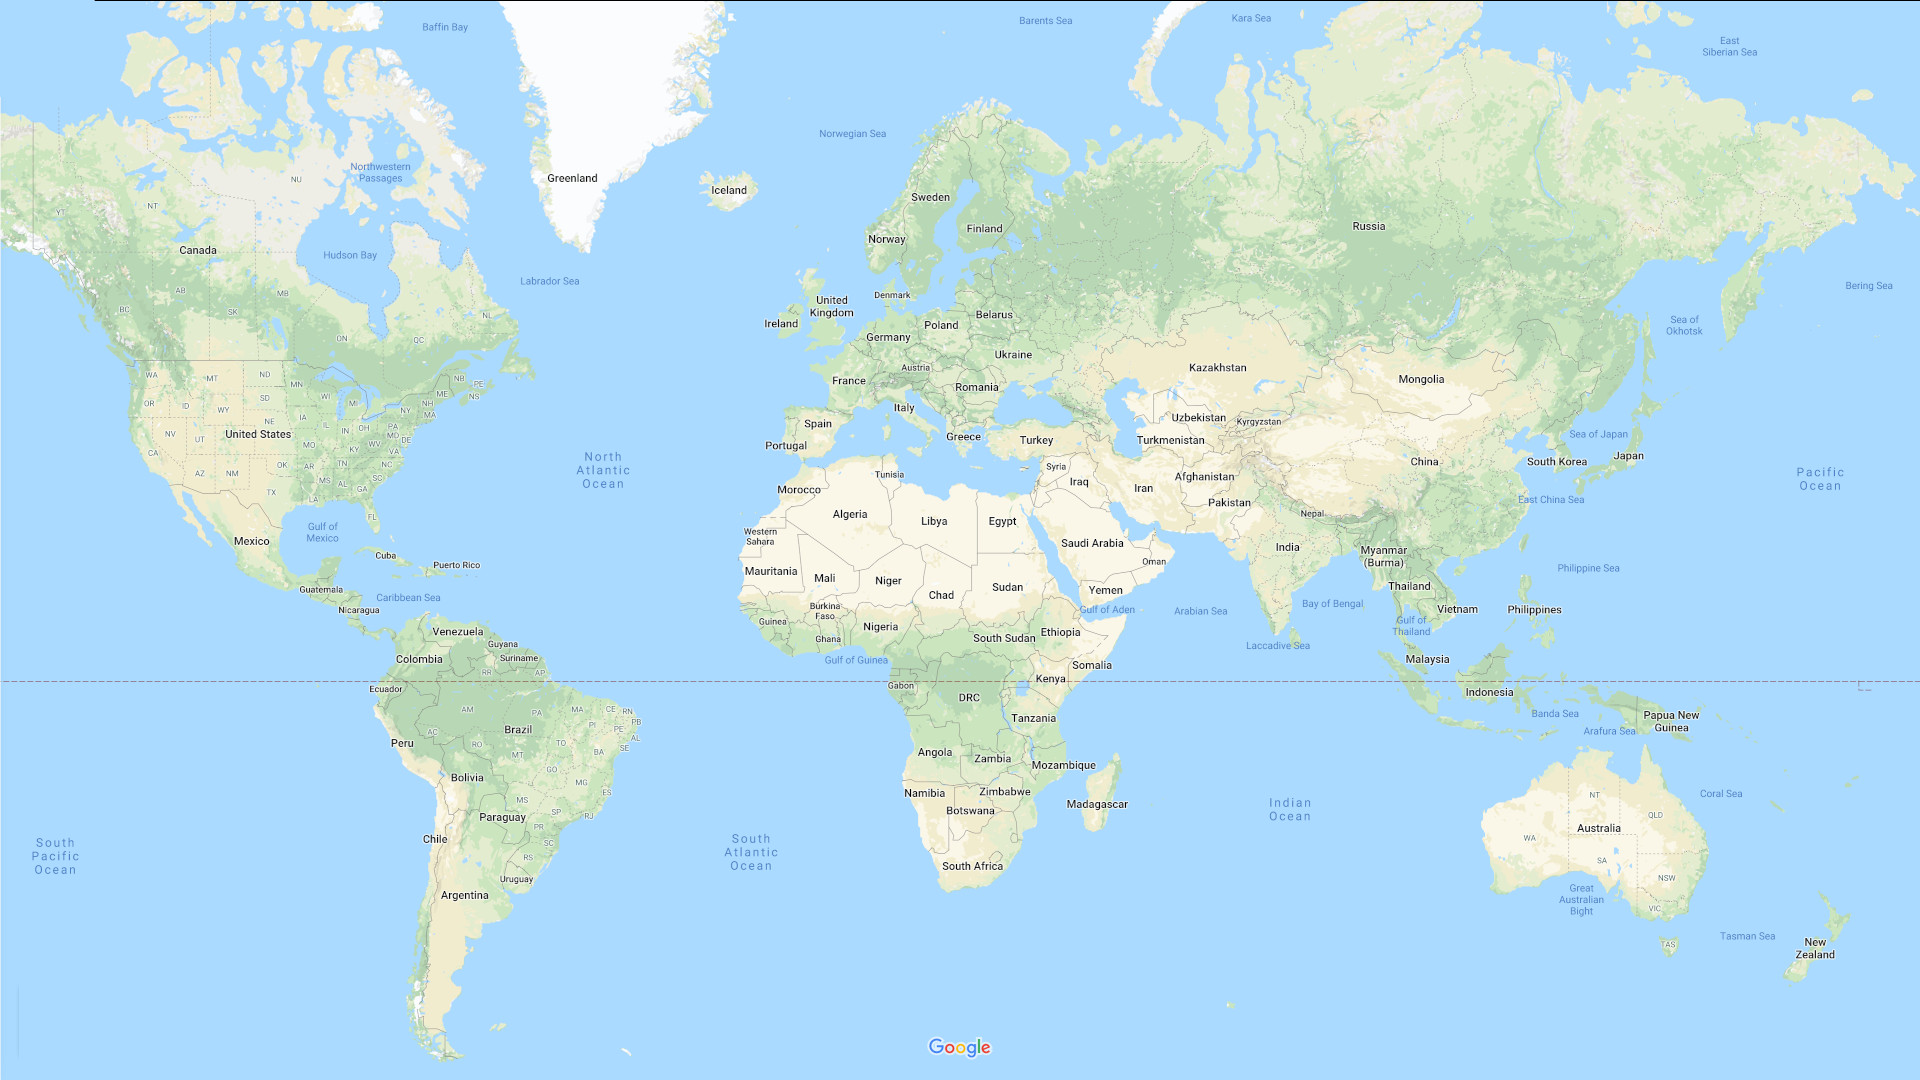 Baffin Bay
Barents Sea
Kara Sea
East
Siberian Sea
Norwegian Sea
Northwestern
Passages
NU
Greenland
Iceland
Sweden
NT
YT
Finland
Russia
Norway
Canada
Hudson Bay
Labrador Sea
Bering Sea
AB
MB
Denmark
United
Kingdom
BC
SK
NL
Belarus
Sea of
Okhotsk
Ireland
Poland
ON
QC
Germany
Ukraine
Austria
Kazakhstan
WA
MT
ND
MN
NB
PE
France
Romania
Mongolia
OR
ID
WY
SD
WI
MI
ME
NS
NH
MA
NY
Italy
Uzbekistan
Kyrgyzstan
NE
IA
Spain
NV
UT
United States
IL
IN
OH
PA
MD
DE
Greece
Turkey
Turkmenistan
Sea of Japan
Portugal
CA
MO
KY
WV
VA
Japan
North
Atlantic
Ocean
Syria
China
South Korea
AZ
NM
OK
AR
TN
NC
Tunisia
Iraq
Iran
Afghanistan
Pacific
Ocean
TX
MS
AL
GA
SC
LA
Morocco
Pakistan
East China Sea
FL
Algeria
Libya
Egypt
Nepal
Gulf of
Mexico
Western
Sahara
Saudi Arabia
India
Mexico
Myanmar
(Burma)
Cuba
Puerto Rico
Oman
Philippine Sea
Mauritania
Mali
Niger
Chad
Sudan
Yemen
Thailand
Guatemala
Caribbean Sea
Nicaragua
Burkina
Faso
Gulf of Aden
Arabian Sea
Bay of Bengal
Vietnam
Philippines
Guinea
Ghana
Nigeria
Gulf of
Thailand
Venezuela
Guyana
South Sudan
Ethiopia
Laccadive Sea
Colombia
Suriname
Gulf of Guinea
Somalia
Malaysia
RR
AP
Ecuador
Gabon
Kenya
DRC
Indonesia
AM
PA
MA
CE
RN
Tanzania
Banda Sea
Papua New
Guinea
Peru
AC
Brazil
PI
PE
PB
AL
Arafura Sea
RO
TO
BA
SE
MT
Angola
Zambia
Mozambique
Bolivia
GO
MG
ES
Namibia
Zimbabwe
Madagascar
Indian
Ocean
NT
Coral Sea
MS
SP
RJ
Botswana
QLD
Paraguay
PR
Australia
South
Pacific
Ocean
Chile
SC
South
Atlantic
Ocean
WA
RS
South Africa
SA
Uruguay
NSW
Argentina
Great
Australian
Bight
VIC
Tasman Sea
TAS
New
Zealand
Google